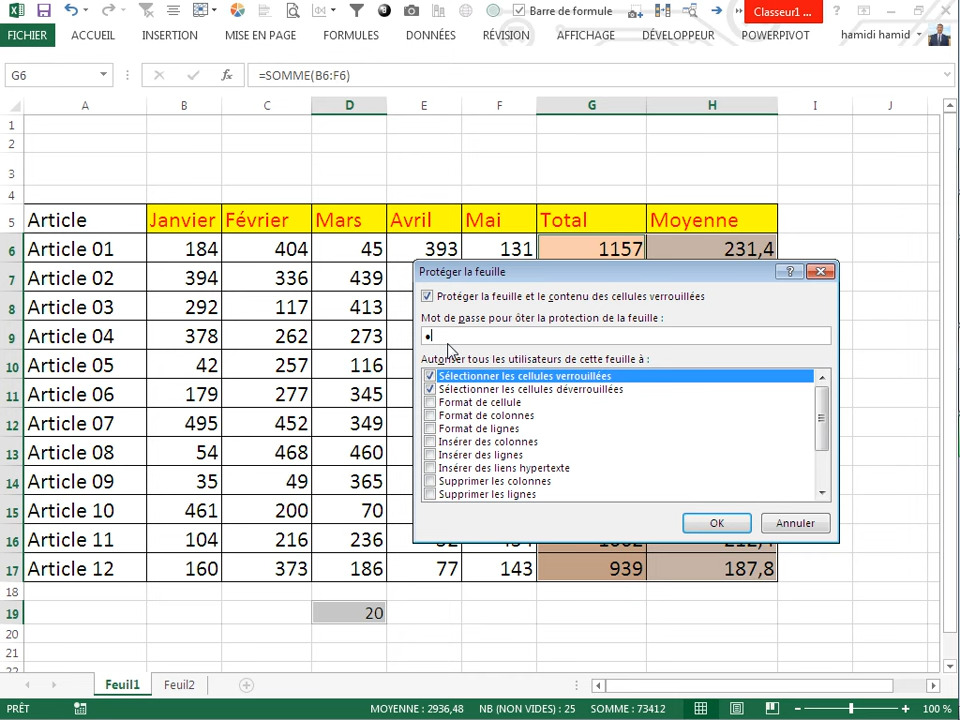 Barre de formule Classeur1 ... ?
FICHIER ACCUEIL INSERTION MISE EN PAGE FORMULES DONNÉES RÉVISION AFFICHAGE DÉVELOPPEUR POWERPIVOT hamidi hamid
G6 fx =SOMME(B6:F6)
A B C D E F G H I J
1
2
3
4
5 Article Janvier Février Mars Avril Mai Total Moyenne
6 Article 01 184 404 45 393 131 1157 231,4
7 Article 02 394 336 439
8 Article 03 292 117 413
9 Article 04 378 262 273
10 Article 05 42 257 116
11 Article 06 179 277 345
12 Article 07 495 452 349
13 Article 08 54 468 460
14 Article 09 35 49 365
15 Article 10 461 200 70
16 Article 11 104 216 236
17 Article 12 160 373 186 77 143 939 187,8
18
19 20
20
21
22
Protéger la feuille ?
Protéger la feuille et le contenu des cellules verrouillées
Mot de passe pour ôter la protection de la feuille :
Autoriser tous les utilisateurs de cette feuille à :
Sélectionner les cellules verrouillées
Sélectionner les cellules déverrouillées
Format de cellule
Format de colonnes
Format de lignes
Insérer des colonnes
Insérer des lignes
Insérer des liens hypertexte
Supprimer les colonnes
Supprimer les lignes
OK Annuler
Feuil1 Feuil2
PRÊT MOYENNE : 2936,48 NB (NON VIDES) : 25 SOMME : 73412 100 %